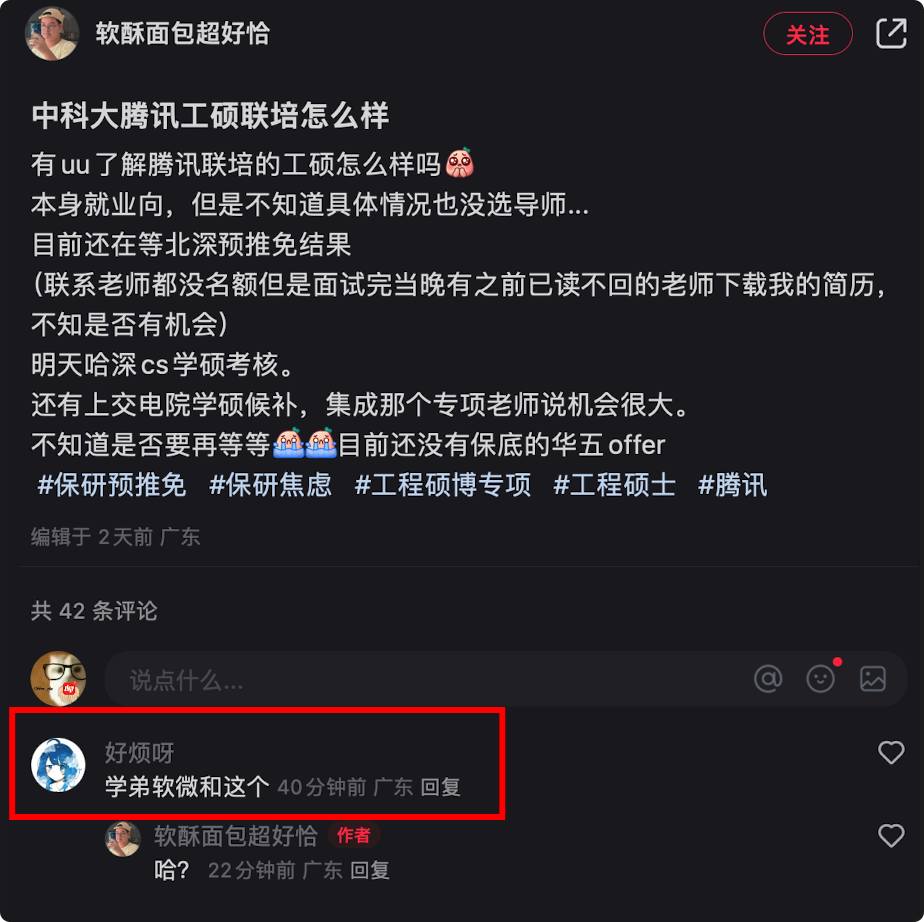 软酥面包超好恰
关注
中科大腾讯工硕联培怎么样
有uu了解腾讯联培的工硕怎么样吗
本身就业向，但是不知道具体情况也没选导师...
目前还在等北深预推免结果
（联系老师都没名额但是面试完当晚有之前已读不回的老师下载我的简历，
不知是否有机会）
明天哈深cs学硕考核。
还有上交电院学硕候补，集成那个专项老师说机会很大。
不知道是否要再等等目前还没有保底的华五offer
#保研预推免 #保研焦虑 #工程硕博专项 #工程硕士 #腾讯
编辑于 2天前 广东
共 42 条评论
说点什么...
好烦呀
学弟软微和这个 40分钟前 广东 回复
软酥面包超好恰 作者
哈？ 22分钟前 广东 回复